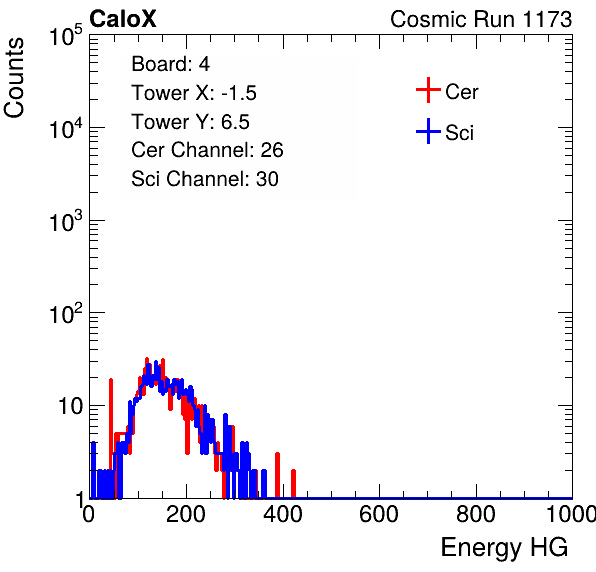 CaloX Cosmic Run 1173
Counts
Board: 4
Tower X: -1.5
Tower Y: 6.5
Cer Channel: 26
Sci Channel: 30
Cer
Sci
10^5
10^4
10^3
10^2
10
1
0 200 400 600 800 1000
Energy HG